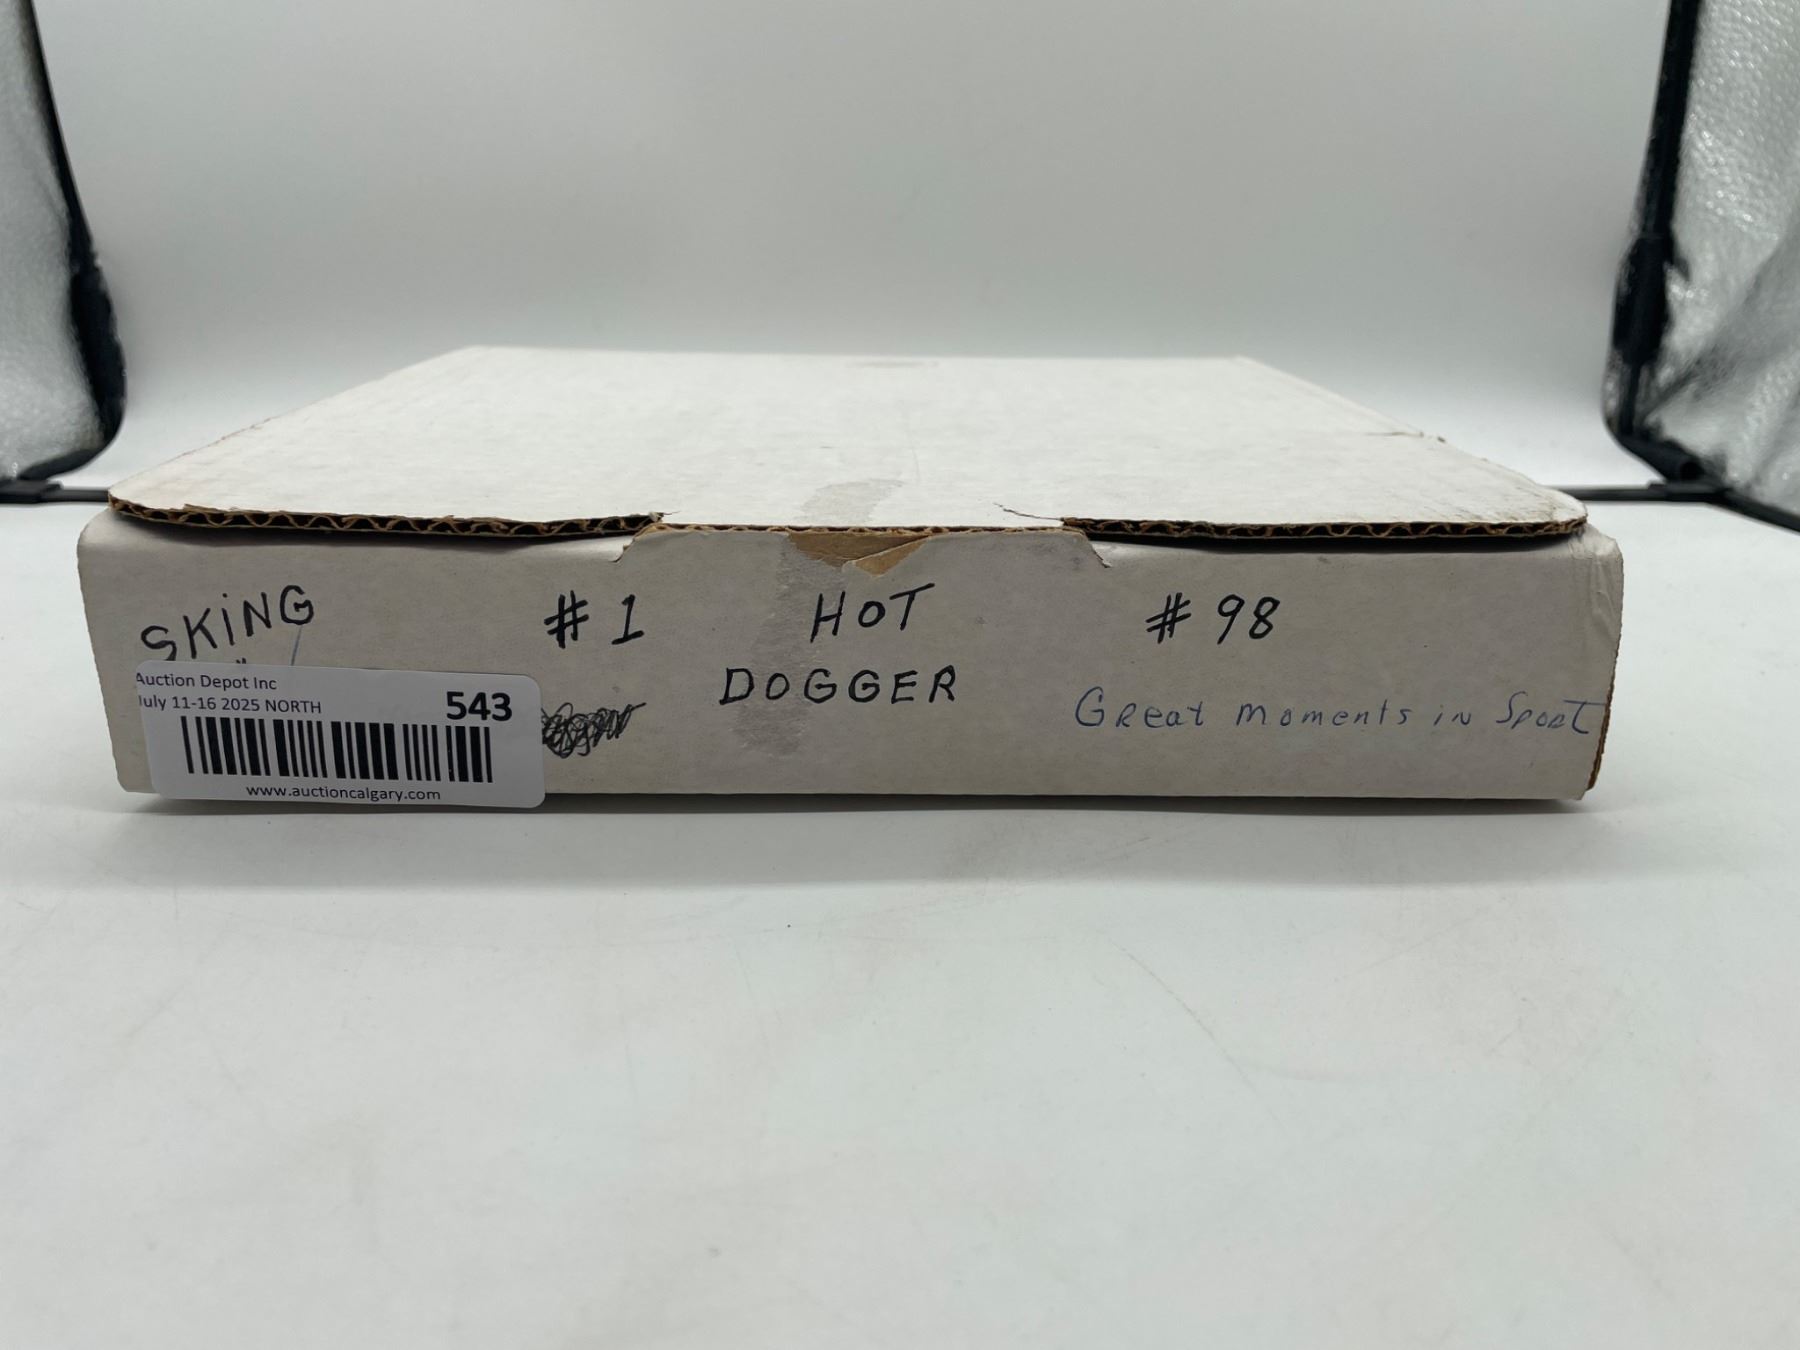 SKiNG
#1
HOT
DOGGER
#98
Great moments in Sport
Auction Depot Inc
July 11-16 2025 NORTH
543
www.auctioncalgary.com